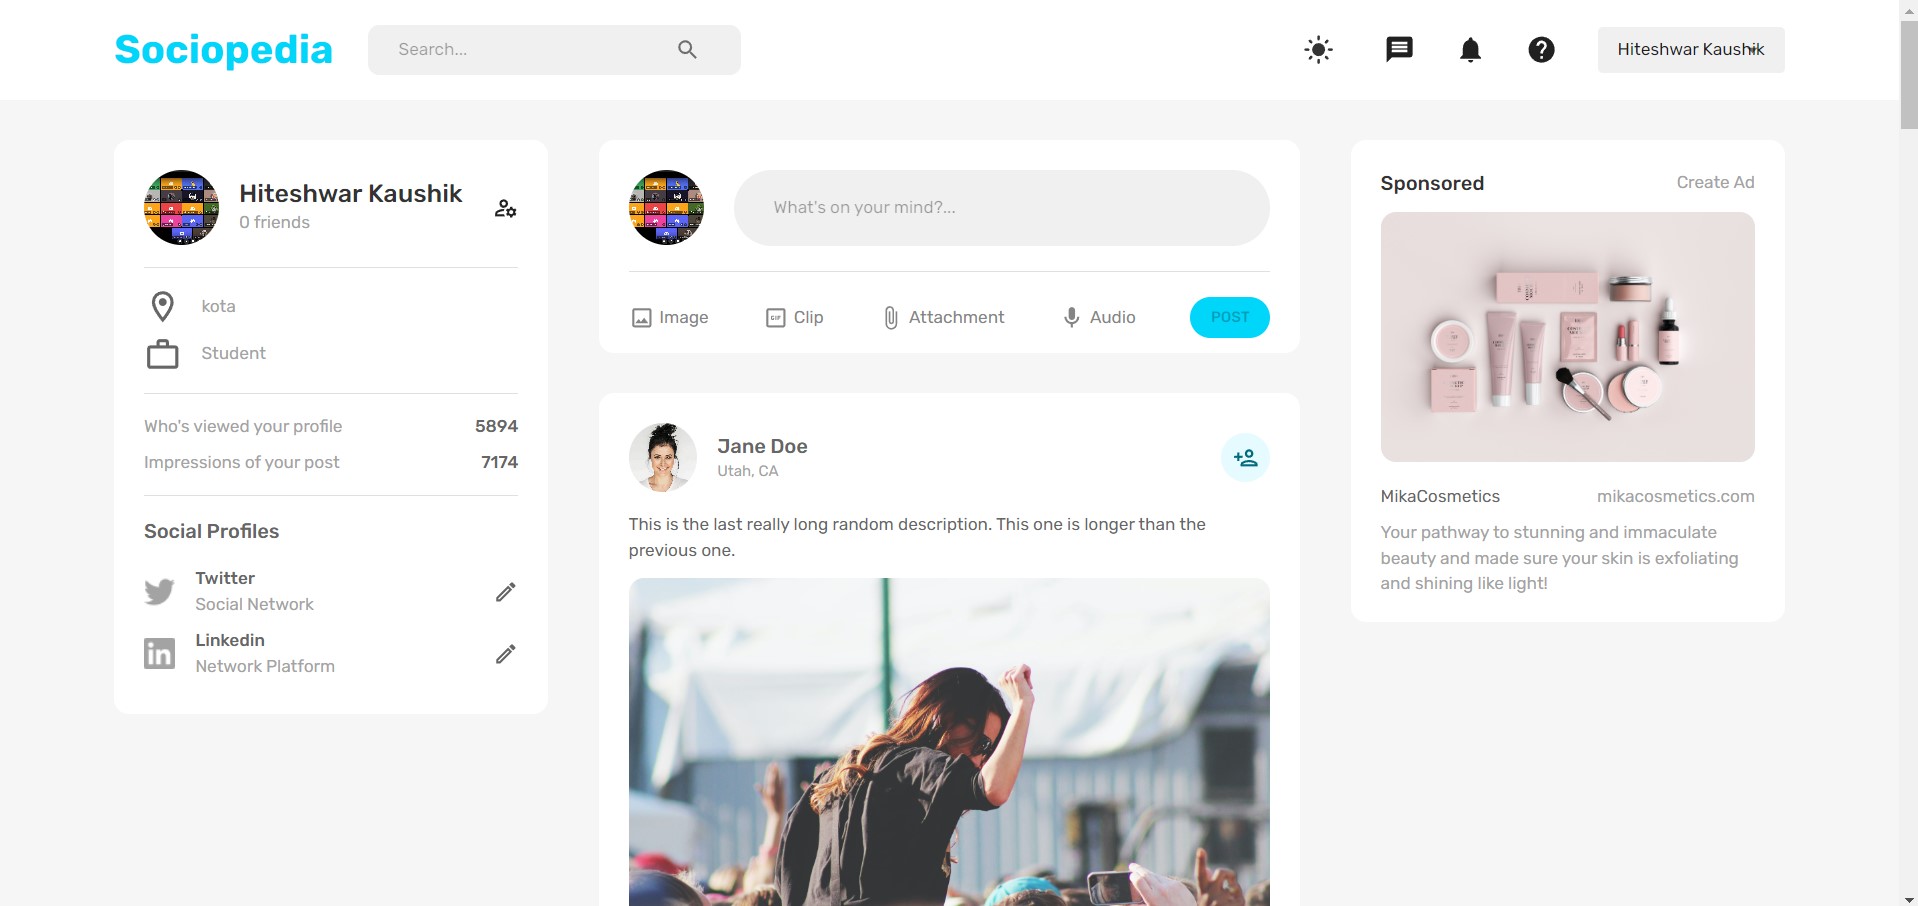 Sociopedia
Search...
Hiteshwar Kaushik
Hiteshwar Kaushik
0 friends
kota
Student
Who's viewed your profile 5894
Impressions of your post 7174
Social Profiles
Twitter
Social Network
Linkedin
Network Platform
What's on your mind?...
Image
GIF
Clip
Attachment
Audio
POST
Jane Doe
Utah, CA
This is the last really long random description. This one is longer than the
previous one.
Sponsored
Create Ad
MikaCosmetics
mikacosmetics.com
Your pathway to stunning and immaculate
beauty and made sure your skin is exfoliating
and shining like light!